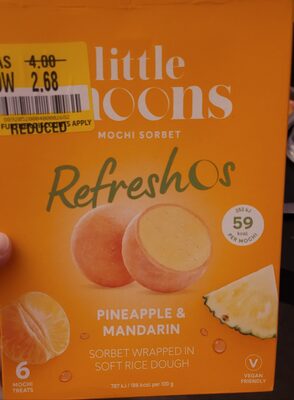 AS 4.00
OW 2.68
REDUCED
little
moons
MOCHI SORBET
Refreshos
59
kcal
PER MOCHI
PINEAPPLE &
MANDARIN
SORBET WRAPPED IN
SOFT RICE DOUGH
6
MOCHI
TREATS
V
VEGAN
FRIENDLY